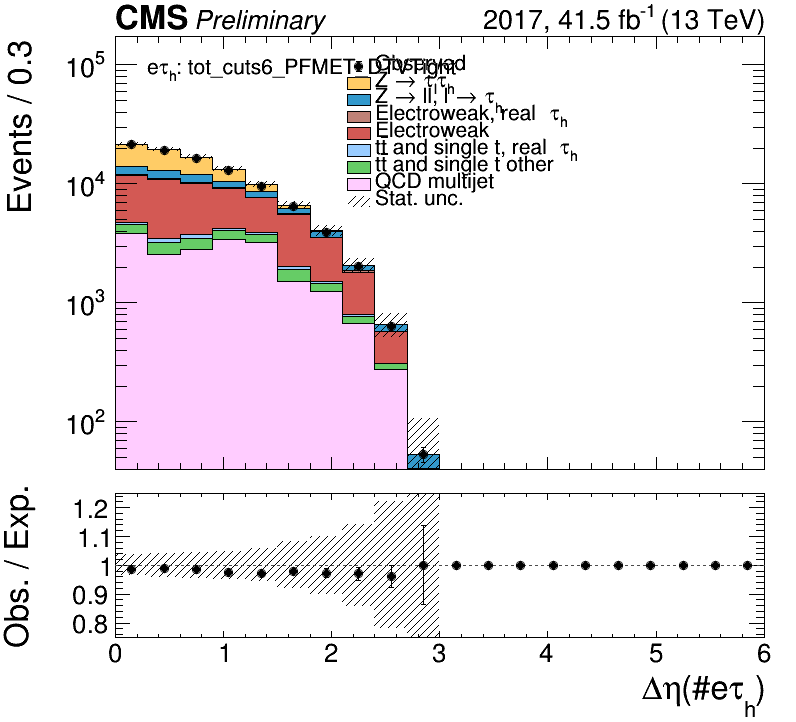 CMS Preliminary 2017, 41.5 fb⁻¹ (13 TeV)
Events / 0.3
10⁵
10⁴
10³
10²
eτₕ: tot_cuts6_PFMET
Observed
Z → τₗτₕ
Z → ll, l → τₕ
Electroweak, real τₕ
Electroweak
tt̄ and single t, real τₕ
tt̄ and single t other
QCD multijet
Stat. unc.
Obs. / Exp.
1.2
1.1
1
0.9
0.8
0 1 2 3 4 5 6
Δη(#eτₕ)